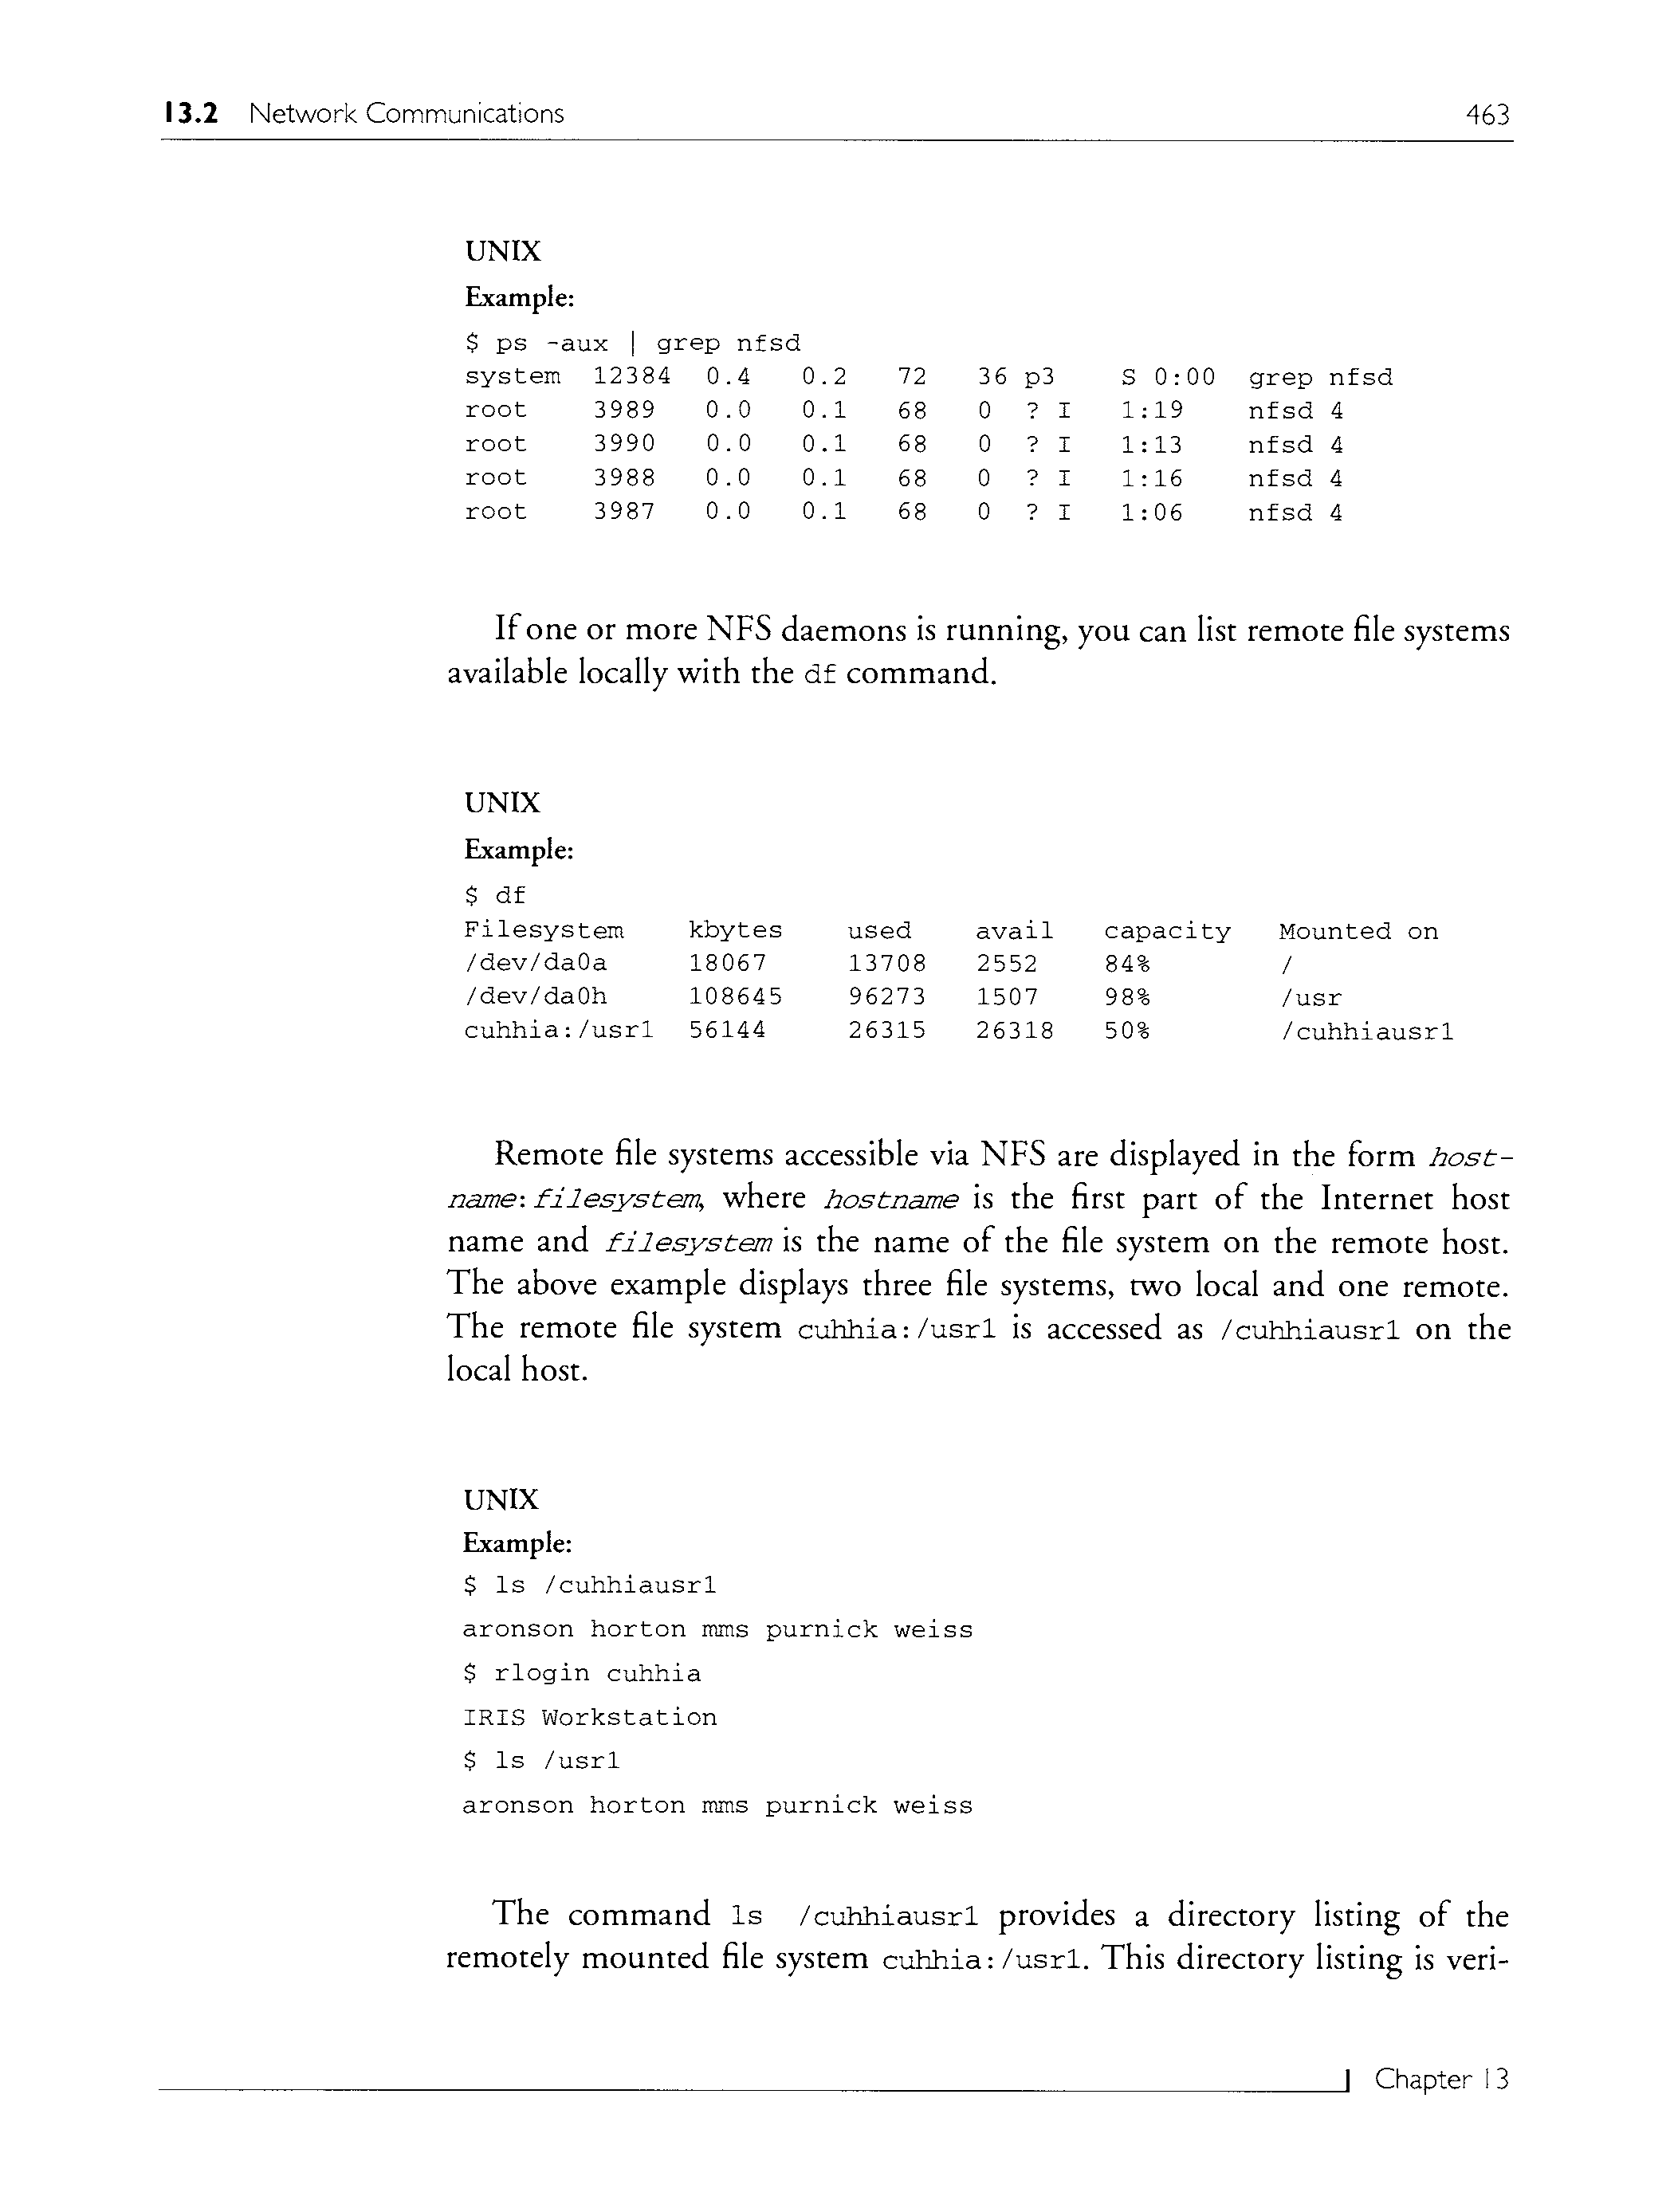 13.2 Network Communications 463
UNIX
Example:
$ ps -aux | grep nfsd
system 12384 0.4 0.2 72 36 p3 S 0:00 grep nfsd
root 3989 0.0 0.1 68 0 ? I 1:19 nfsd 4
root 3990 0.0 0.1 68 0 ? I 1:13 nfsd 4
root 3988 0.0 0.1 68 0 ? I 1:16 nfsd 4
root 3987 0.0 0.1 68 0 ? I 1:06 nfsd 4
If one or more NFS daemons is running, you can list remote file systems
available locally with the df command.
UNIX
Example:
$ df
Filesystem kbytes used avail capacity Mounted on
/dev/da0a 18067 13708 2552 84% /
/dev/da0h 108645 96273 1507 98% /usr
cuhhia:/usr1 56144 26315 26318 50% /cuhhiausr1
Remote file systems accessible via NFS are displayed in the form host-
name:filesystem, where hostname is the first part of the Internet host
name and filesystem is the name of the file system on the remote host.
The above example displays three file systems, two local and one remote.
The remote file system cuhhia:/usr1 is accessed as /cuhhiausr1 on the
local host.
UNIX
Example:
$ ls /cuhhiausr1
aronson horton mms purnick weiss
$ rlogin cuhhia
IRIS Workstation
$ ls /usr1
aronson horton mms purnick weiss
The command ls /cuhhiausr1 provides a directory listing of the
remotely mounted file system cuhhia:/usr1. This directory listing is veri-
Chapter 13